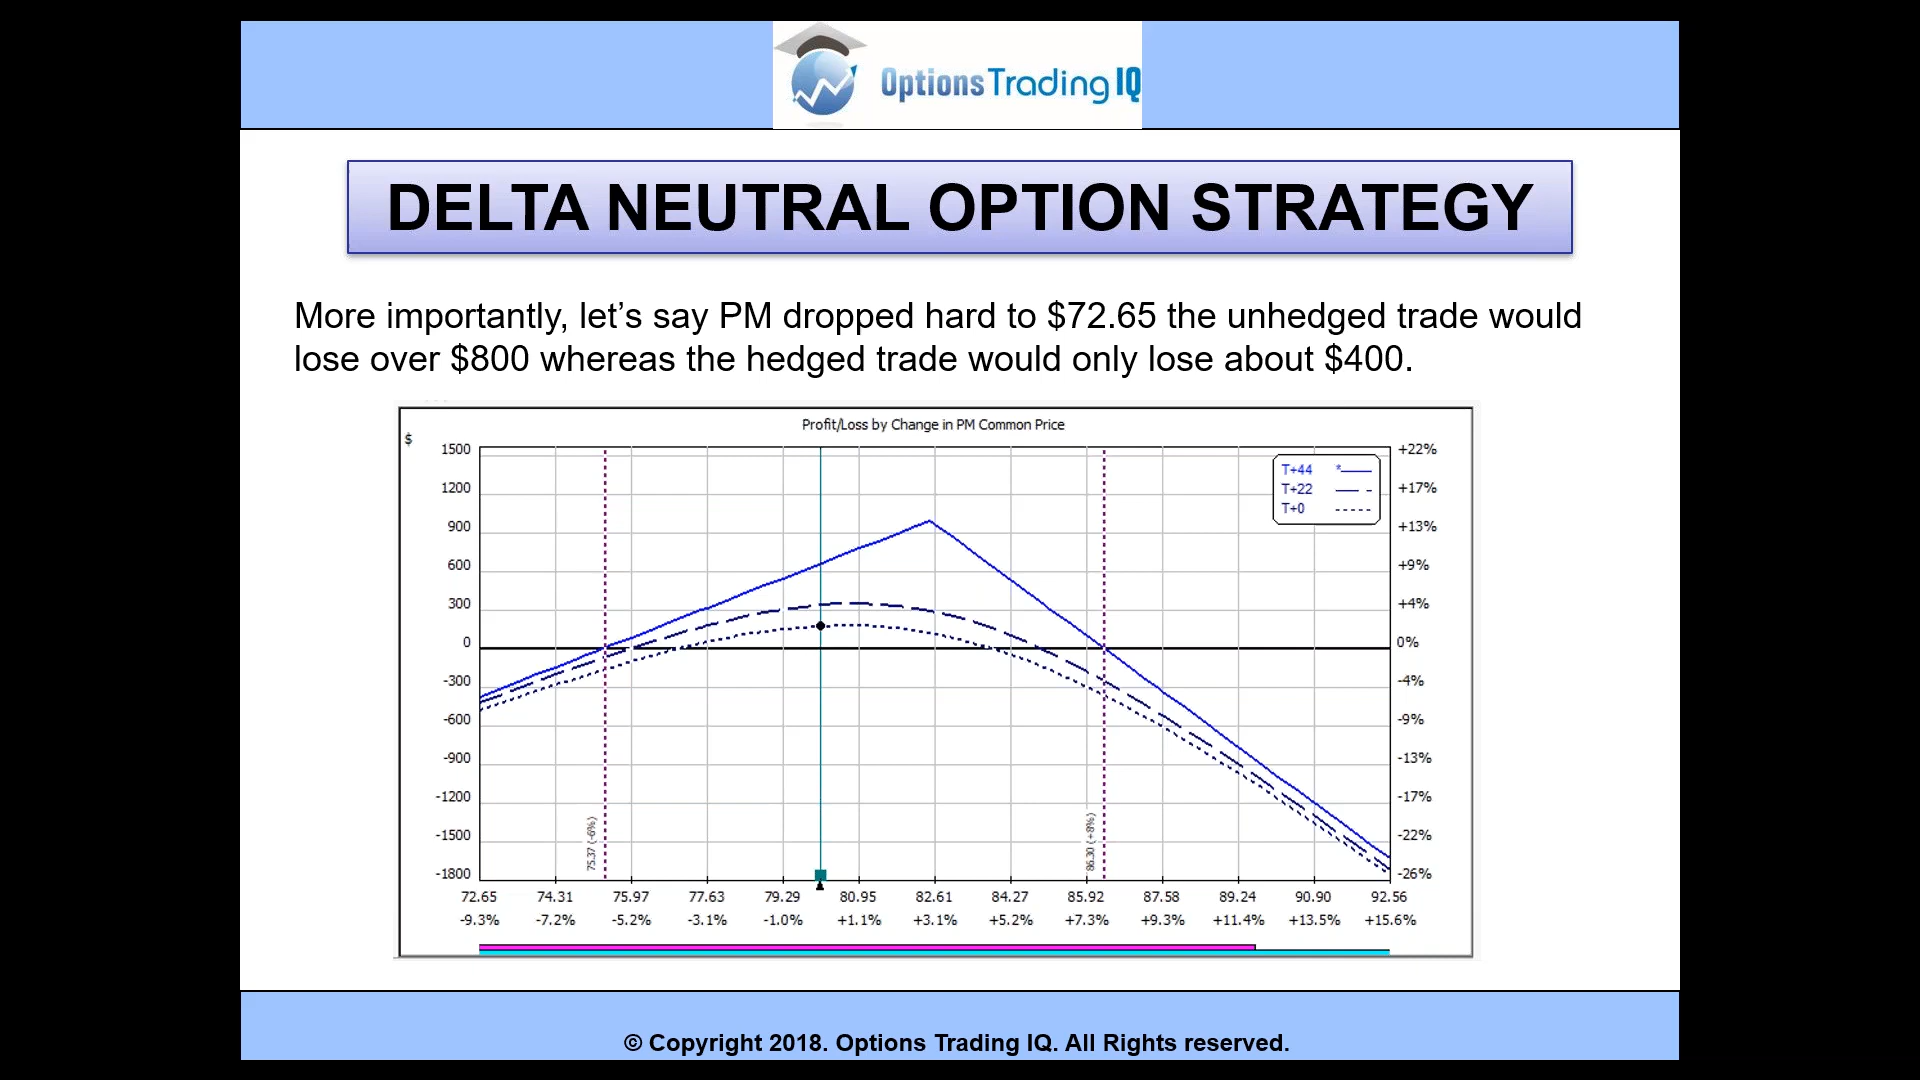 Options Trading IQ
DELTA NEUTRAL OPTION STRATEGY
More importantly, let’s say PM dropped hard to $72.65 the unhedged trade would
lose over $800 whereas the hedged trade would only lose about $400.
Profit/Loss by Change in PM Common Price
$
1500 +22%
1200 +17%
900 +13%
600 +9%
300 +4%
0 0%
-300 -4%
-600 -9%
-900 -13%
-1200 -17%
-1500 -22%
-1800 -26%
T+44 *
T+22
T+0
75.37 (-6%)
86.30 (+8%)
72.65 74.31 75.97 77.63 79.29 80.95 82.61 84.27 85.92 87.58 89.24 90.90 92.56
-9.3% -7.2% -5.2% -3.1% -1.0% +1.1% +3.1% +5.2% +7.3% +9.3% +11.4% +13.5% +15.6%
© Copyright 2018. Options Trading IQ. All Rights reserved.